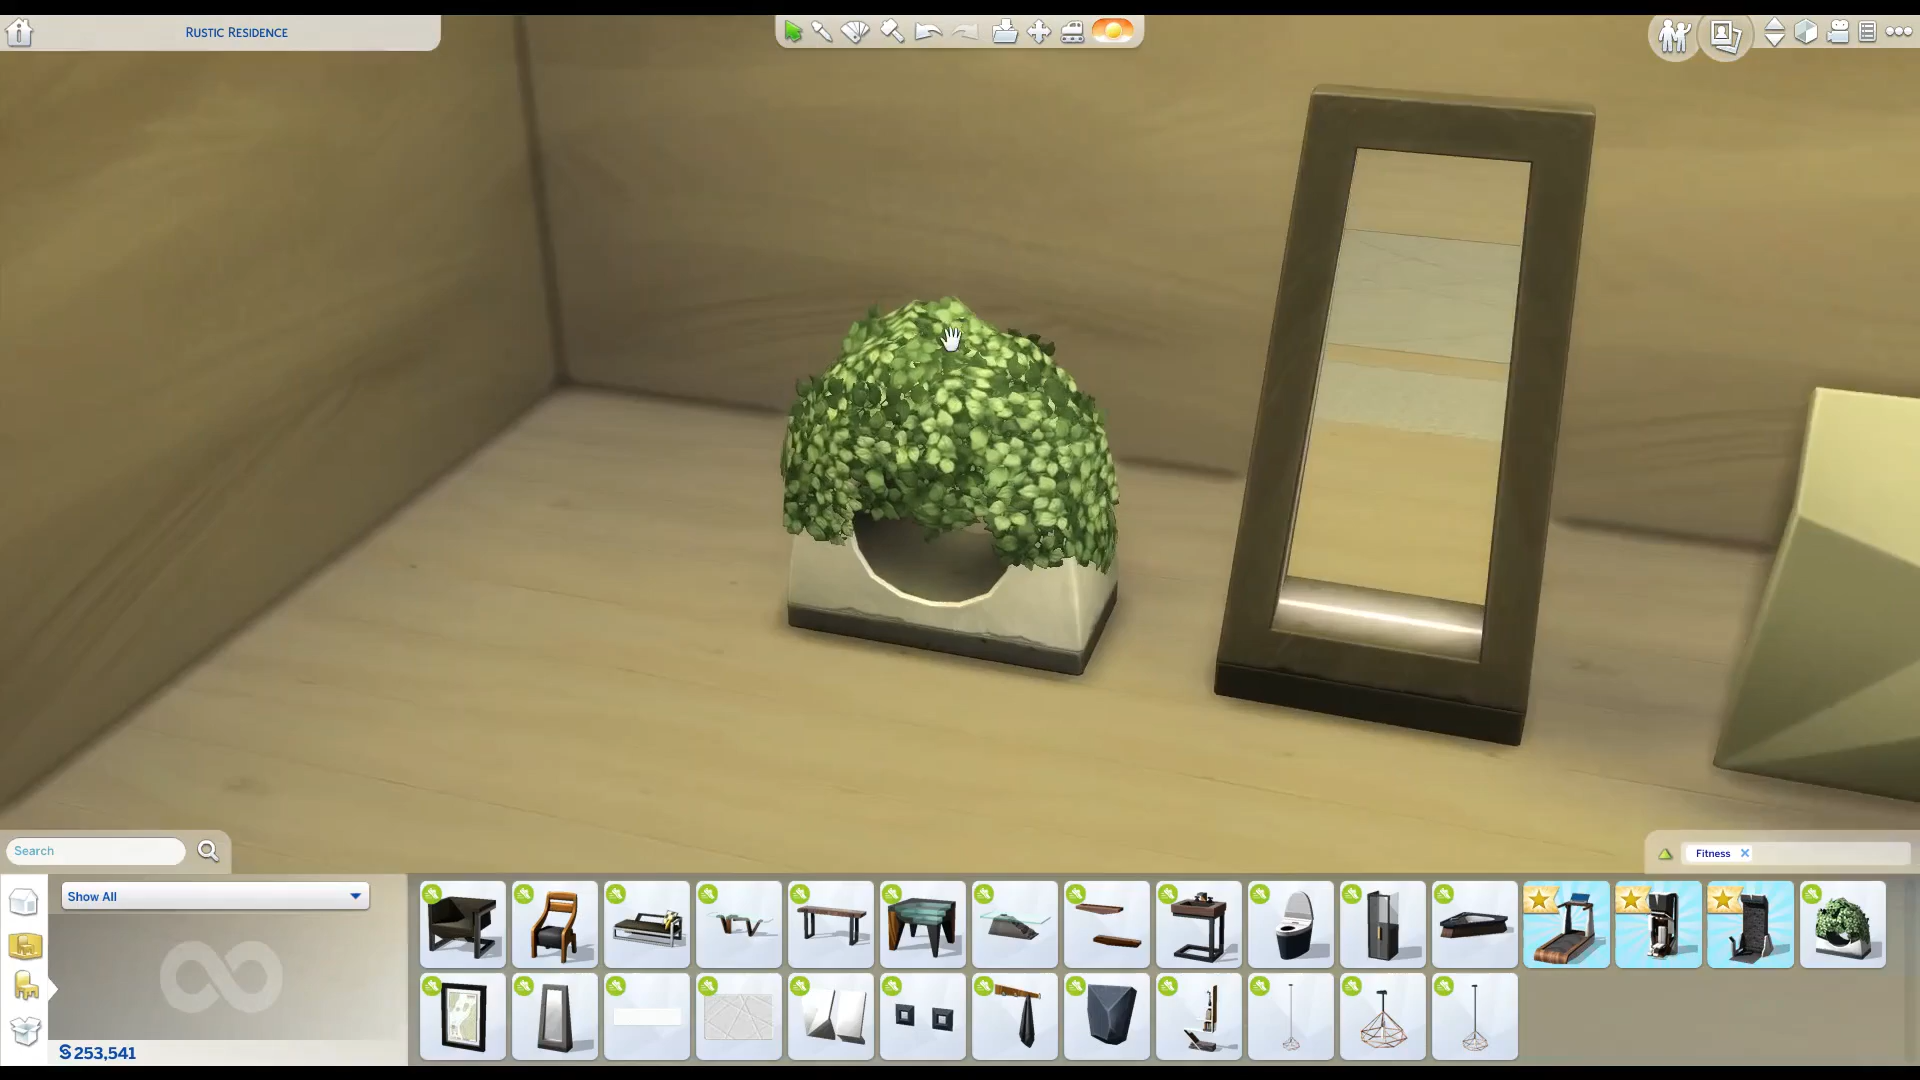 RUSTIC RESIDENCE
Search
Fitness
Show All
§253,541